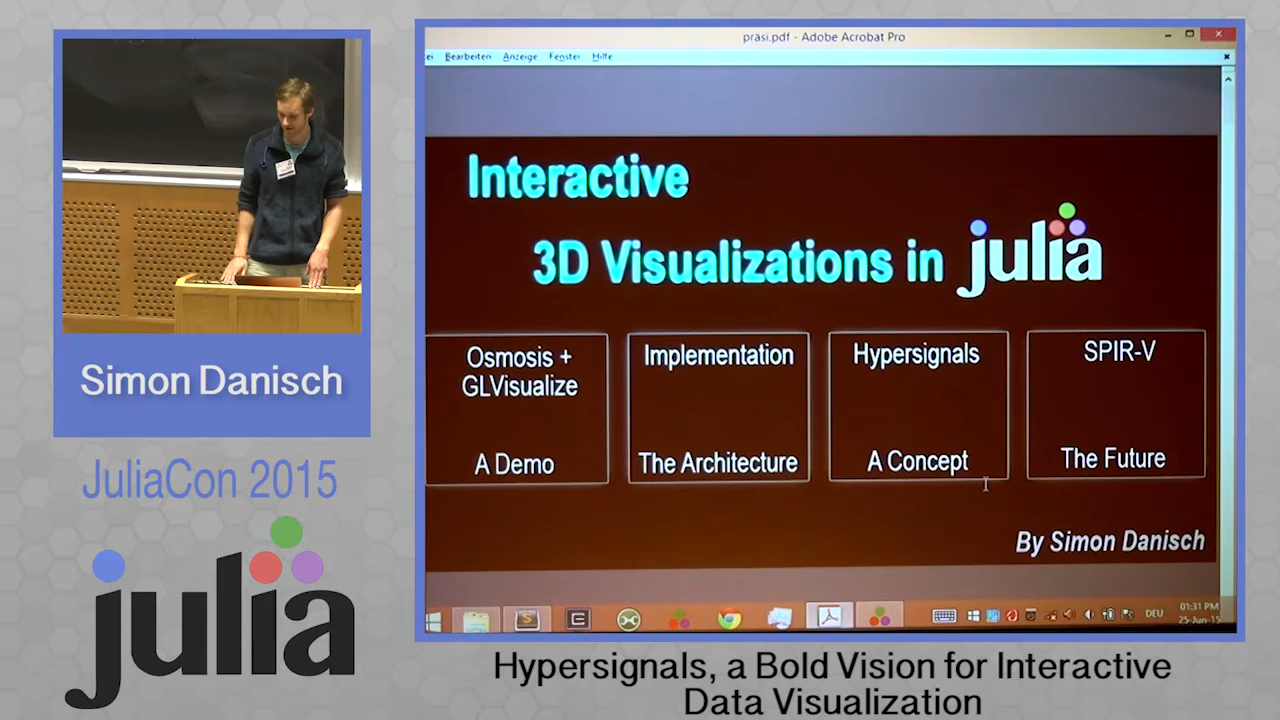 Simon Danisch
JuliaCon 2015
julia
präsi.pdf - Adobe Acrobat Pro
Bearbeiten Anzeige Fenster Hilfe
Interactive
3D Visualizations in julia
Osmosis +
GLVisualize
A Demo
Implementation
The Architecture
Hypersignals
A Concept
SPIR-V
The Future
By Simon Danisch
DEU
01:31 PM
25-Jun-15
Hypersignals, a Bold Vision for Interactive
Data Visualization